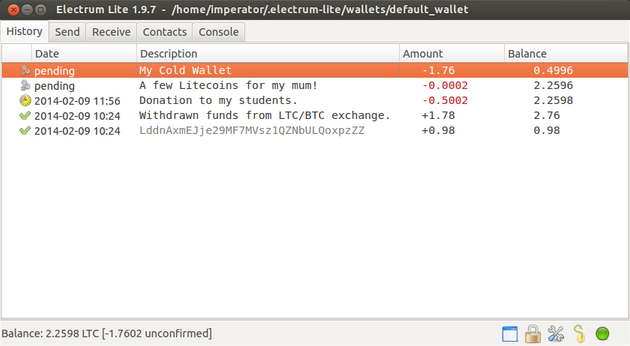 Electrum Lite 1.9.7 - /home/imperator/.electrum-lite/wallets/default_wallet
History Send Receive Contacts Console
Date Description Amount Balance
pending My Cold Wallet -1.76 0.4996
pending A few Litecoins for my mum! -0.0002 2.2596
2014-02-09 11:56 Donation to my students. -0.5002 2.2598
2014-02-09 10:24 Withdrawn funds from LTC/BTC exchange. +1.78 2.76
2014-02-09 10:24 LddnAxmEJje29MF7MVsz1QZNbULQoxpzZZ +0.98 0.98
Balance: 2.2598 LTC [-1.7602 unconfirmed]